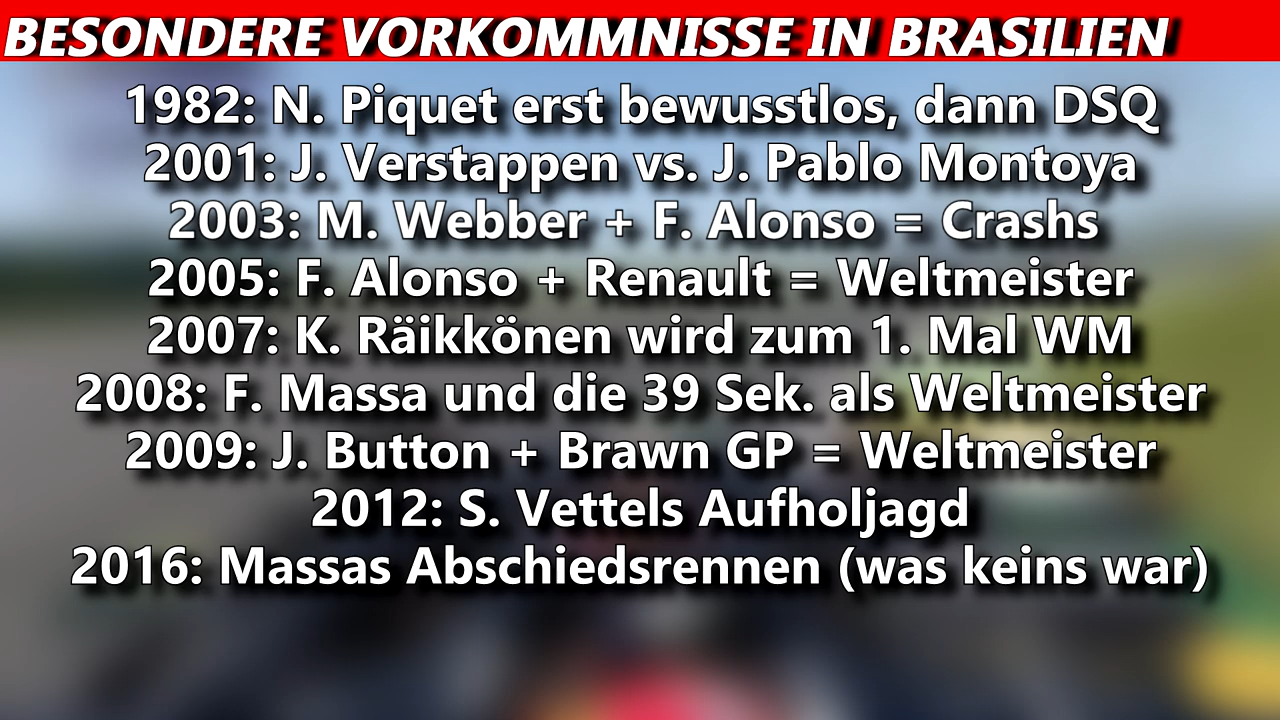 BESONDERE VORKOMMNISSE IN BRASILIEN
1982: N. Piquet erst bewusstlos, dann DSQ
2001: J. Verstappen vs. J. Pablo Montoya
2003: M. Webber + F. Alonso = Crashs
2005: F. Alonso + Renault = Weltmeister
2007: K. Räikkönen wird zum 1. Mal WM
2008: F. Massa und die 39 Sek. als Weltmeister
2009: J. Button + Brawn GP = Weltmeister
2012: S. Vettels Aufholjagd
2016: Massas Abschiedsrennen (was keins war)